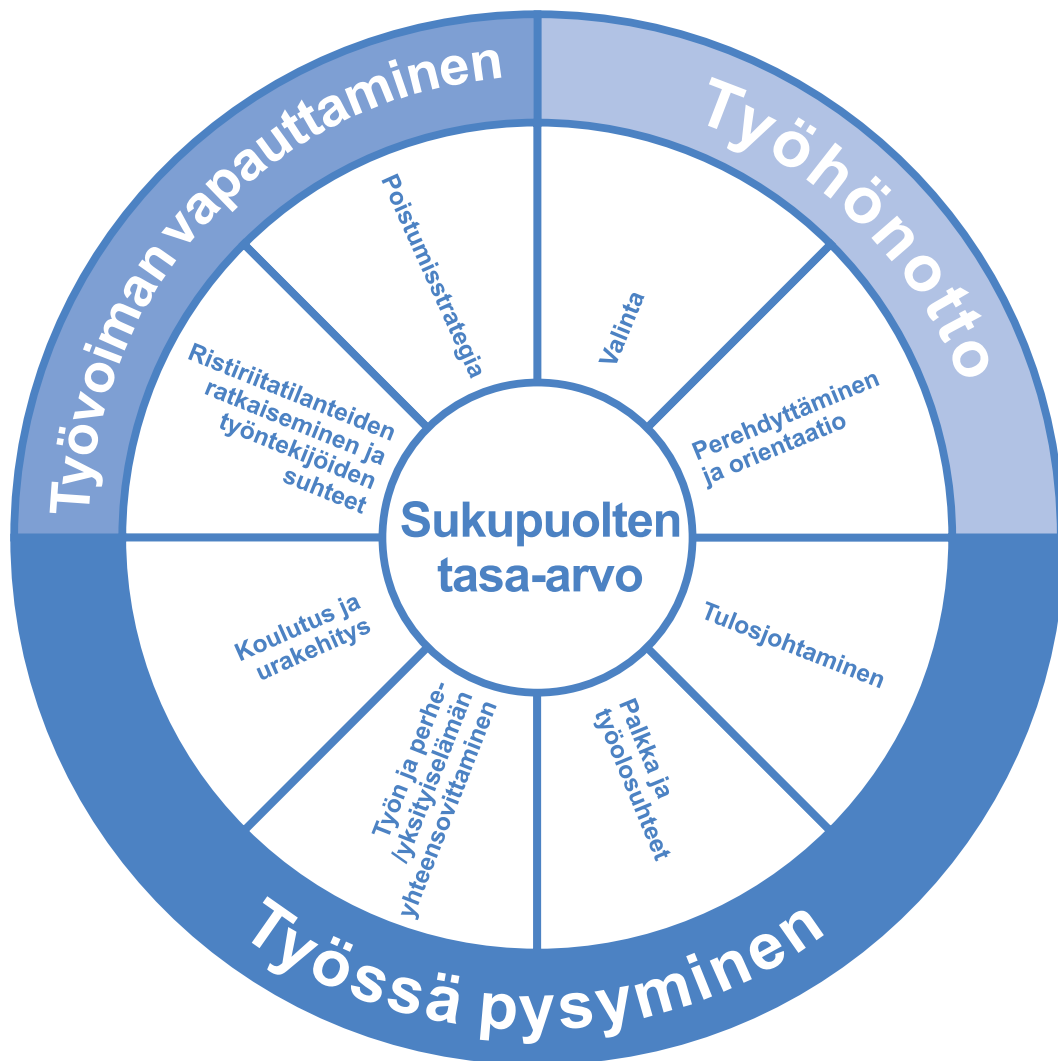 Työvoiman vapauttaminen
Työhönotto
Poistumisstrategia
Valinta
Ristiriitatilanteiden
ratkaiseminen ja
työntekijöiden
suhteet
Perehdyttäminen
ja orientaatio
Sukupuolten
tasa-arvo
Koulutus ja
urakehitys
Tulosjohtaminen
Työn ja perhe-
/yksityiselämän
yhteensovittaminen
Palkka ja
työolosuhteet
Työssä pysyminen